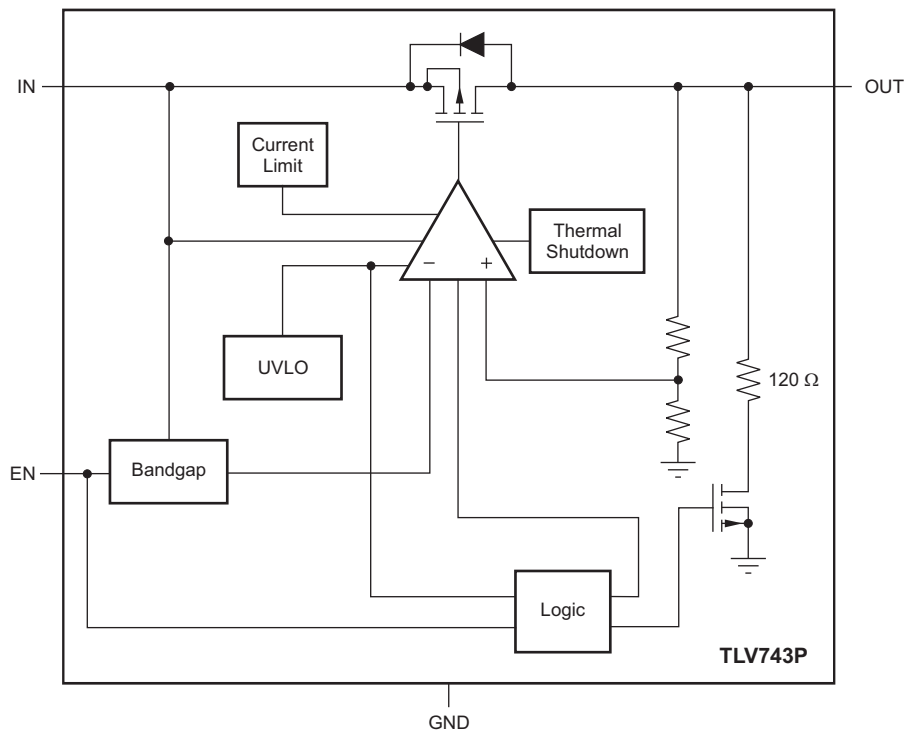 IN
OUT
Current
Limit
Thermal
Shutdown
−
+
UVLO
120 Ω
EN
Bandgap
Logic
TLV743P
GND